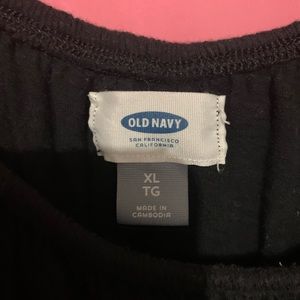 OLD NAVY
SAN FRANCISCO
CALIFORNIA
XL
TG
MADE IN
CAMBODIA